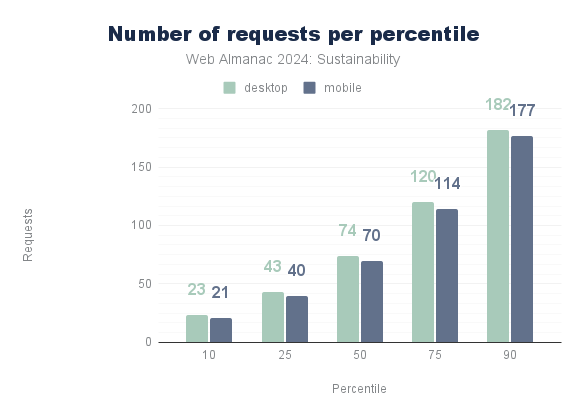 Number of requests per percentile
Web Almanac 2024: Sustainability
desktop mobile
Requests
200
150
100
50
0
23 21
43 40
74 70
120 114
182 177
10 25 50 75 90
Percentile